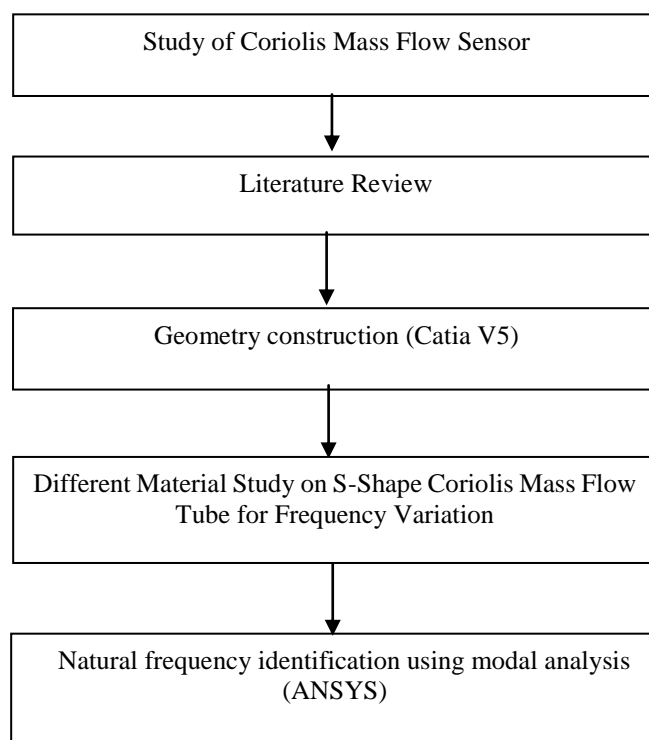 Study of Coriolis Mass Flow Sensor
Literature Review
Geometry construction (Catia V5)
Different Material Study on S-Shape Coriolis Mass Flow
Tube for Frequency Variation
Natural frequency identification using modal analysis
(ANSYS)